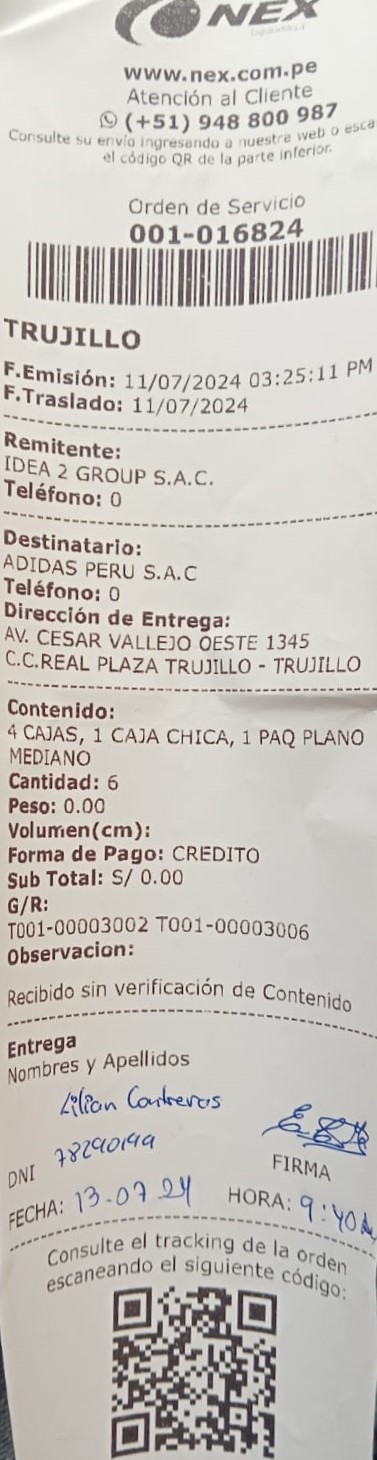 NEX
www.nex.com.pe
Atención al Cliente
(+51) 948 800 987
Consulte su envío ingresando a nuestra web o esca
el código QR de la parte inferior.
Orden de Servicio
001-016824
TRUJILLO
F.Emisión: 11/07/2024 03:25:11 PM
F.Traslado: 11/07/2024
Remitente:
IDEA 2 GROUP S.A.C.
Teléfono: 0
Destinatario:
ADIDAS PERU S.A.C
Teléfono: 0
Dirección de Entrega:
AV. CESAR VALLEJO OESTE 1345
C.C.REAL PLAZA TRUJILLO - TRUJILLO
Contenido:
4 CAJAS, 1 CAJA CHICA, 1 PAQ PLANO
MEDIANO
Cantidad: 6
Peso: 0.00
Volumen(cm):
Forma de Pago: CREDITO
Sub Total: S/ 0.00
G/R:
T001-00003002 T001-00003006
Observacion:
Recibido sin verificación de Contenido
Entrega
Nombres y Apellidos
Lilian Contreras
DNI 78290199
FIRMA
FECHA: 13-07 24 HORA: 9:40
Consulte el tracking de la orden
escaneando el siguiente código: